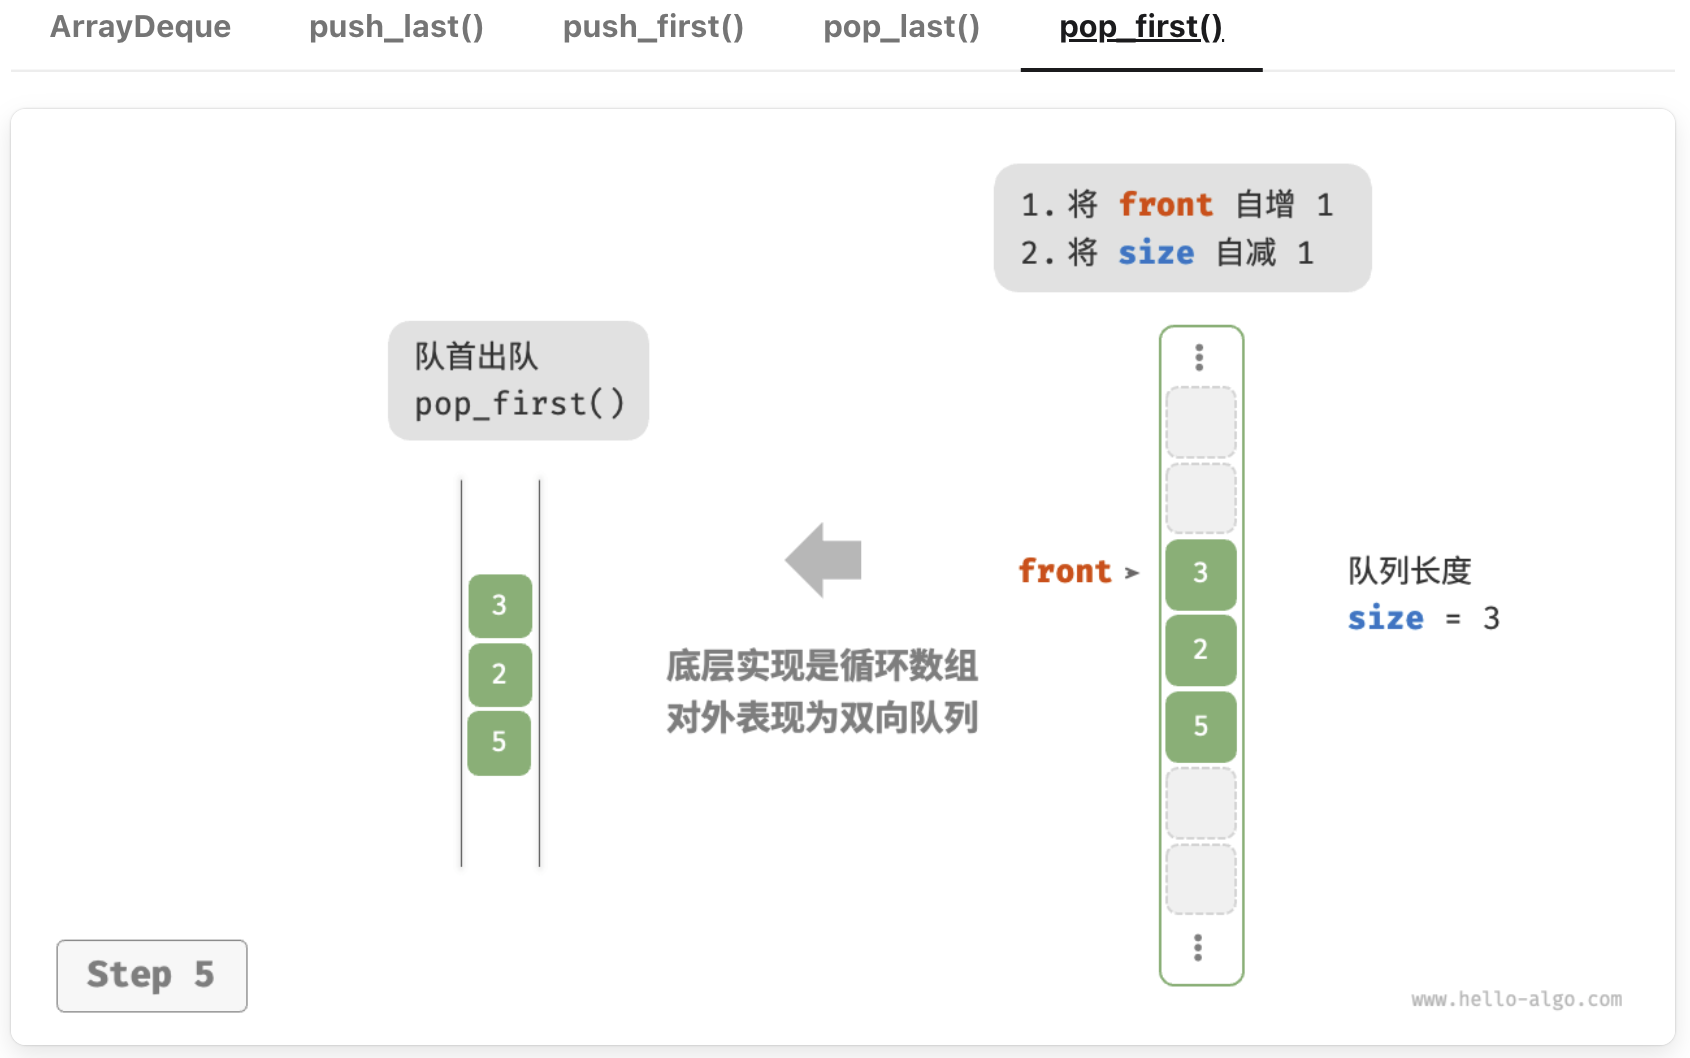 ArrayDeque push_last() push_first() pop_last() pop_first()
1. 将 front 自增 1
2. 将 size 自减 1
队首出队
pop_first()
3
2
5
底层实现是循环数组
对外表现为双向队列
front
3
2
5
队列长度
size = 3
Step 5
www.hello-algo.com